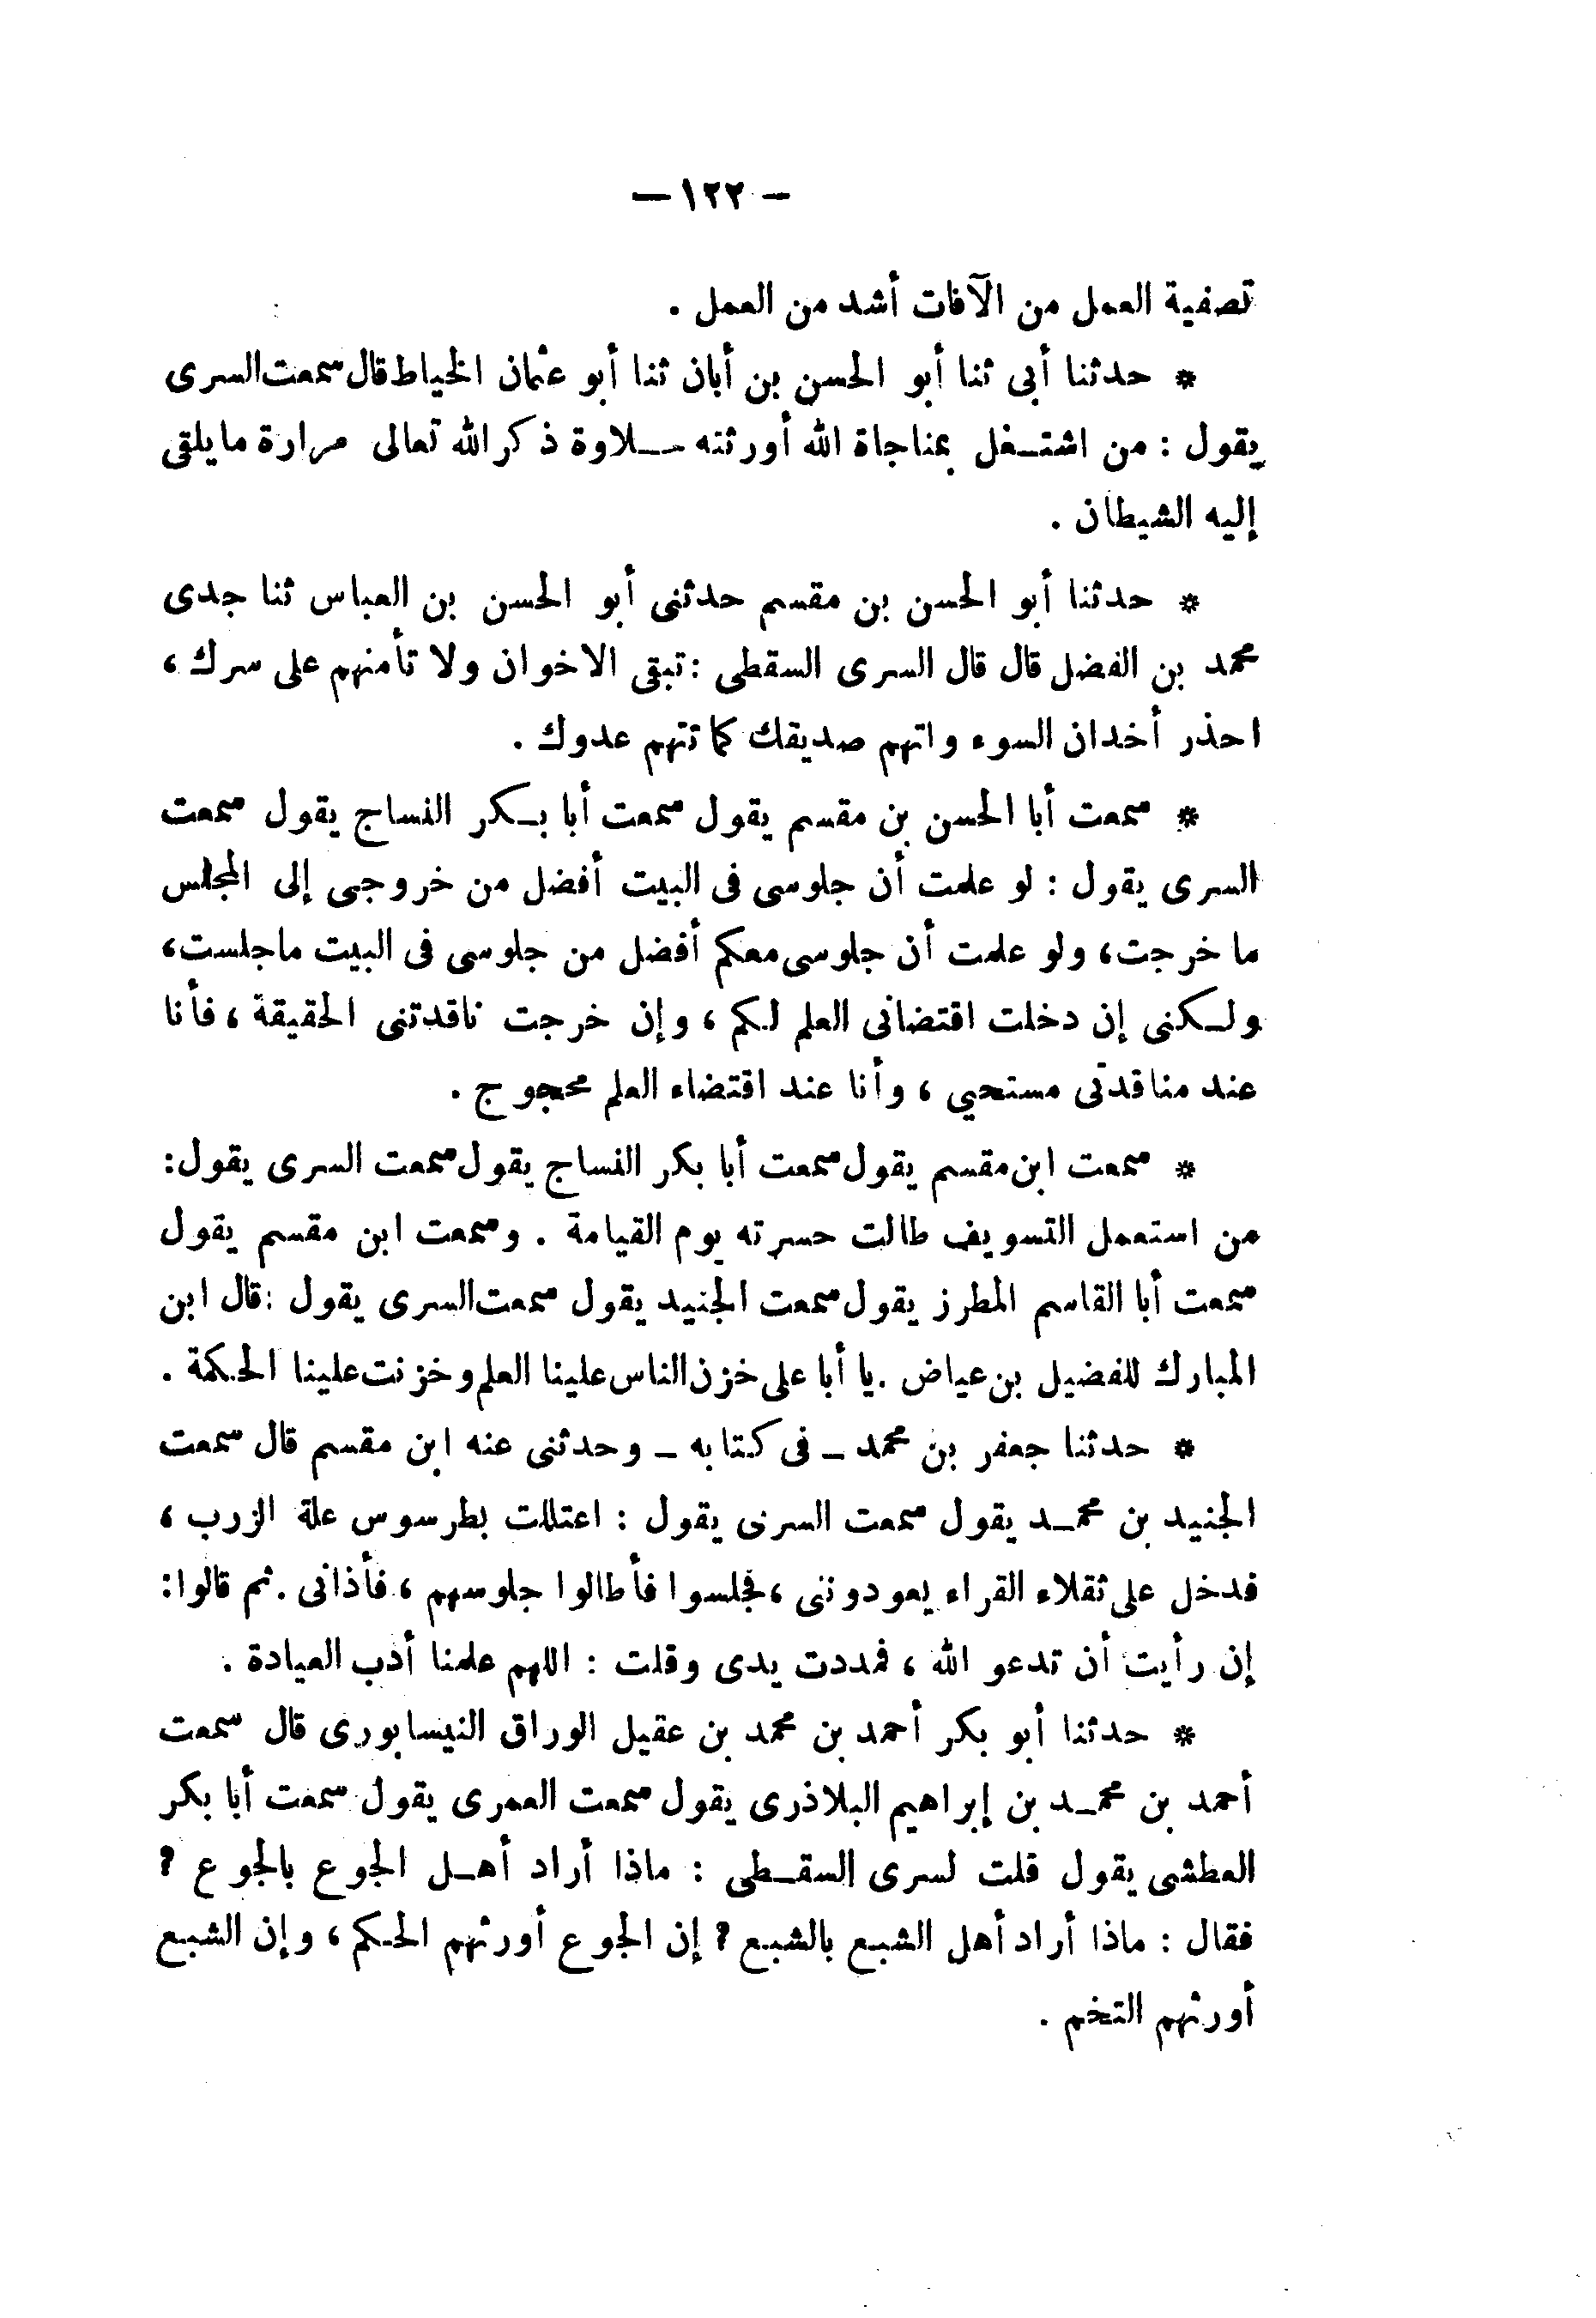 — ١٢٢ —
تصفية العمل من الآفات أشد من العمل .
* حدثنا أبى ثنا أبو الحسن بن أبان ثنا أبو عثمان الخياط قال سمعت السرى
يقول : من اشتغل بمناجاة الله أورثته حلاوة ذكر الله تعالى مرارة ما يلقى
إليه الشيطان .
* حدثنا أبو الحسن بن مقسم حدثنى أبو الحسن بن العباس ثنا جدى
محمد بن الفضل قال قال السرى السقطى : تبقى الاخوان ولا تأمنهم على سرك ،
احذر أخدان السوء واتهم صديقك كما تتهم عدوك .
* سمعت أبا الحسن بن مقسم يقول سمعت أبا بكر النساج يقول سمعت
السرى يقول : لو علمت أن جلوسى فى البيت أفضل من خروجى إلى المجلس
ما خرجت ، ولو علمت أن جلوسى معكم أفضل من جلوسى فى البيت ما جلست ،
ولكنى إن دخلت اقتضانى العلم لكم ، وإن خرجت ناقدتنى الحقيقة ، فأنا
عند مناقدتى مستحيي ، وأنا عند اقتضاء العلم محجوج .
* سمعت ابن مقسم يقول سمعت أبا بكر النساج يقول سمعت السرى يقول :
من استعمل التسويف طالت حسرته يوم القيامة . وسمعت ابن مقسم يقول
سمعت أبا القاسم المطرز يقول سمعت الجنيد يقول سمعت السرى يقول : قال ابن
المبارك للفضيل بن عياض . يا أبا على خزن الناس علينا العلم وخزنت علينا الحكمة .
* حدثنا جعفر بن محمد ـ فى كتابه ـ وحدثنى عنه ابن مقسم قال سمعت
الجنيد بن محمد يقول سمعت السرى يقول : اعتللت بطرسوس علة الزرب ،
فدخل على ثقلاء القراء يعودوننى ، فجلسوا فأطالوا جلوسهم ، فأذانى . ثم قالوا :
إن رأيت أن تدعو الله ، فمددت يدى وقلت : اللهم علمنا أدب العيادة .
* حدثنا أبو بكر أحمد بن محمد بن عقيل الوراق النيسابورى قال سمعت
أحمد بن محمد بن إبراهيم البلاذرى يقول سمعت العمرى يقول سمعت أبا بكر
العطشى يقول قلت لسرى السقطى : ماذا أراد أهل الجوع بالجوع ؟
فقال : ماذا أراد أهل الشبع بالشبع ؟ إن الجوع أورثهم الحكم ، وإن الشبع
أورثهم التخم .